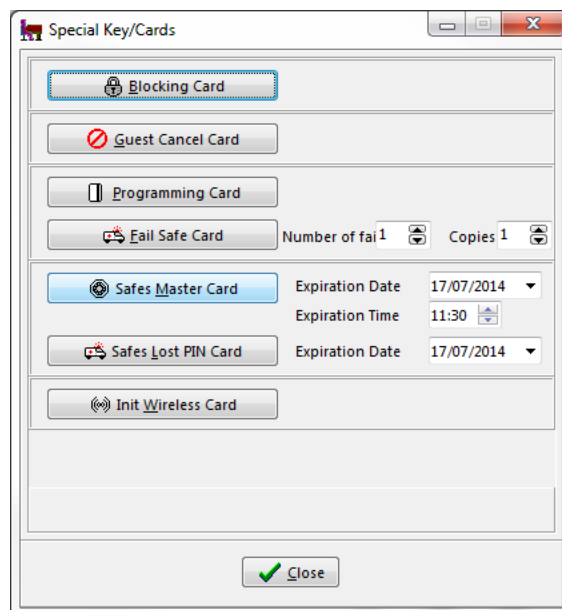 Special Key/Cards
Blocking Card
Guest Cancel Card
Programming Card
Fail Safe Card Number of fai 1 Copies 1
Safes Master Card Expiration Date 17/07/2014
Expiration Time 11:30
Safes Lost PIN Card Expiration Date 17/07/2014
Init Wireless Card
Close